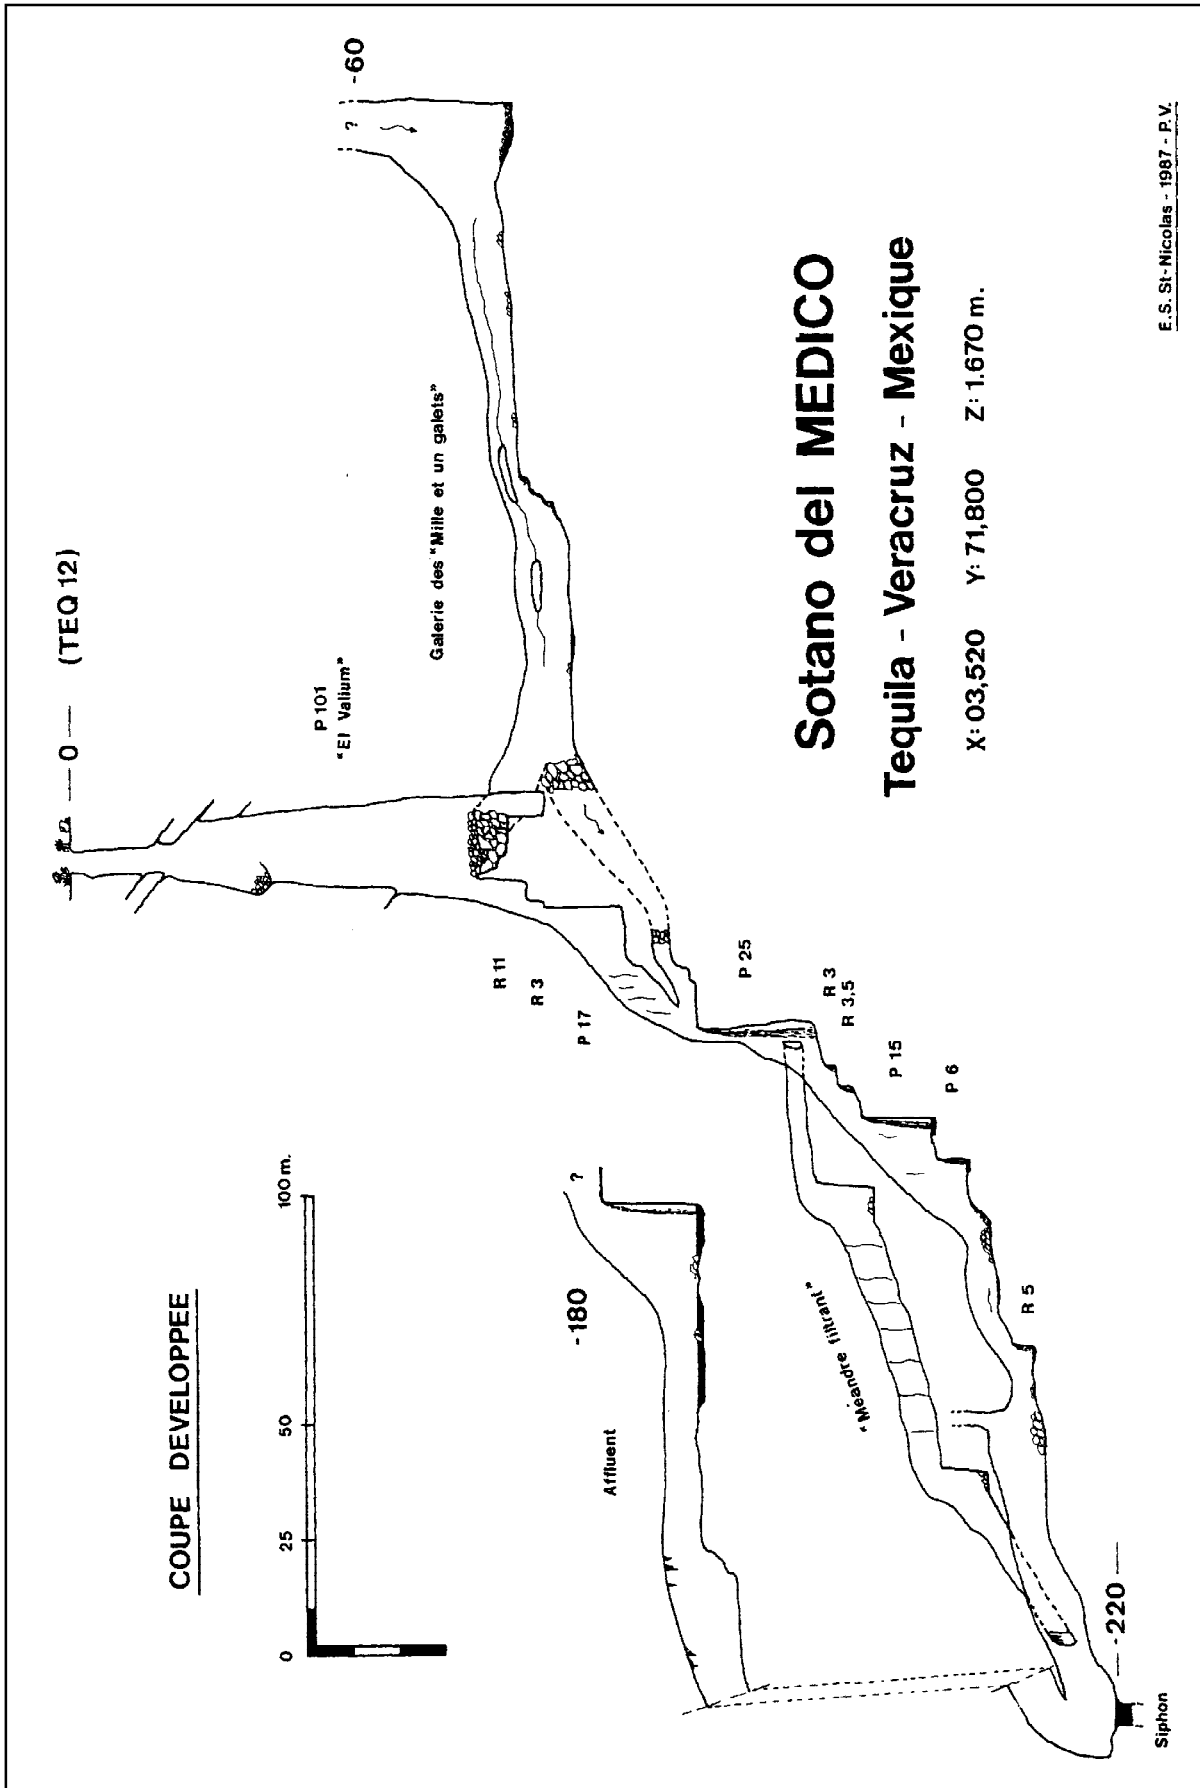 COUPE DEVELOPPEE
0
25
50
100 m.
0
(TEQ 12)
-60
?
P 101
"El Valium"
Galerie des "Mille et un galets"
R 11
R 3
P 17
P 25
R 3
R 3,5
P 15
P 6
R 5
?
-180
Affluent
"Méandre filtrant"
-220
Siphon
Sotano del MEDICO
Tequila - Veracruz - Mexique
X: 03,520 Y: 71,800 Z: 1.670 m.
E.S. St-Nicolas - 1987 - P.V.